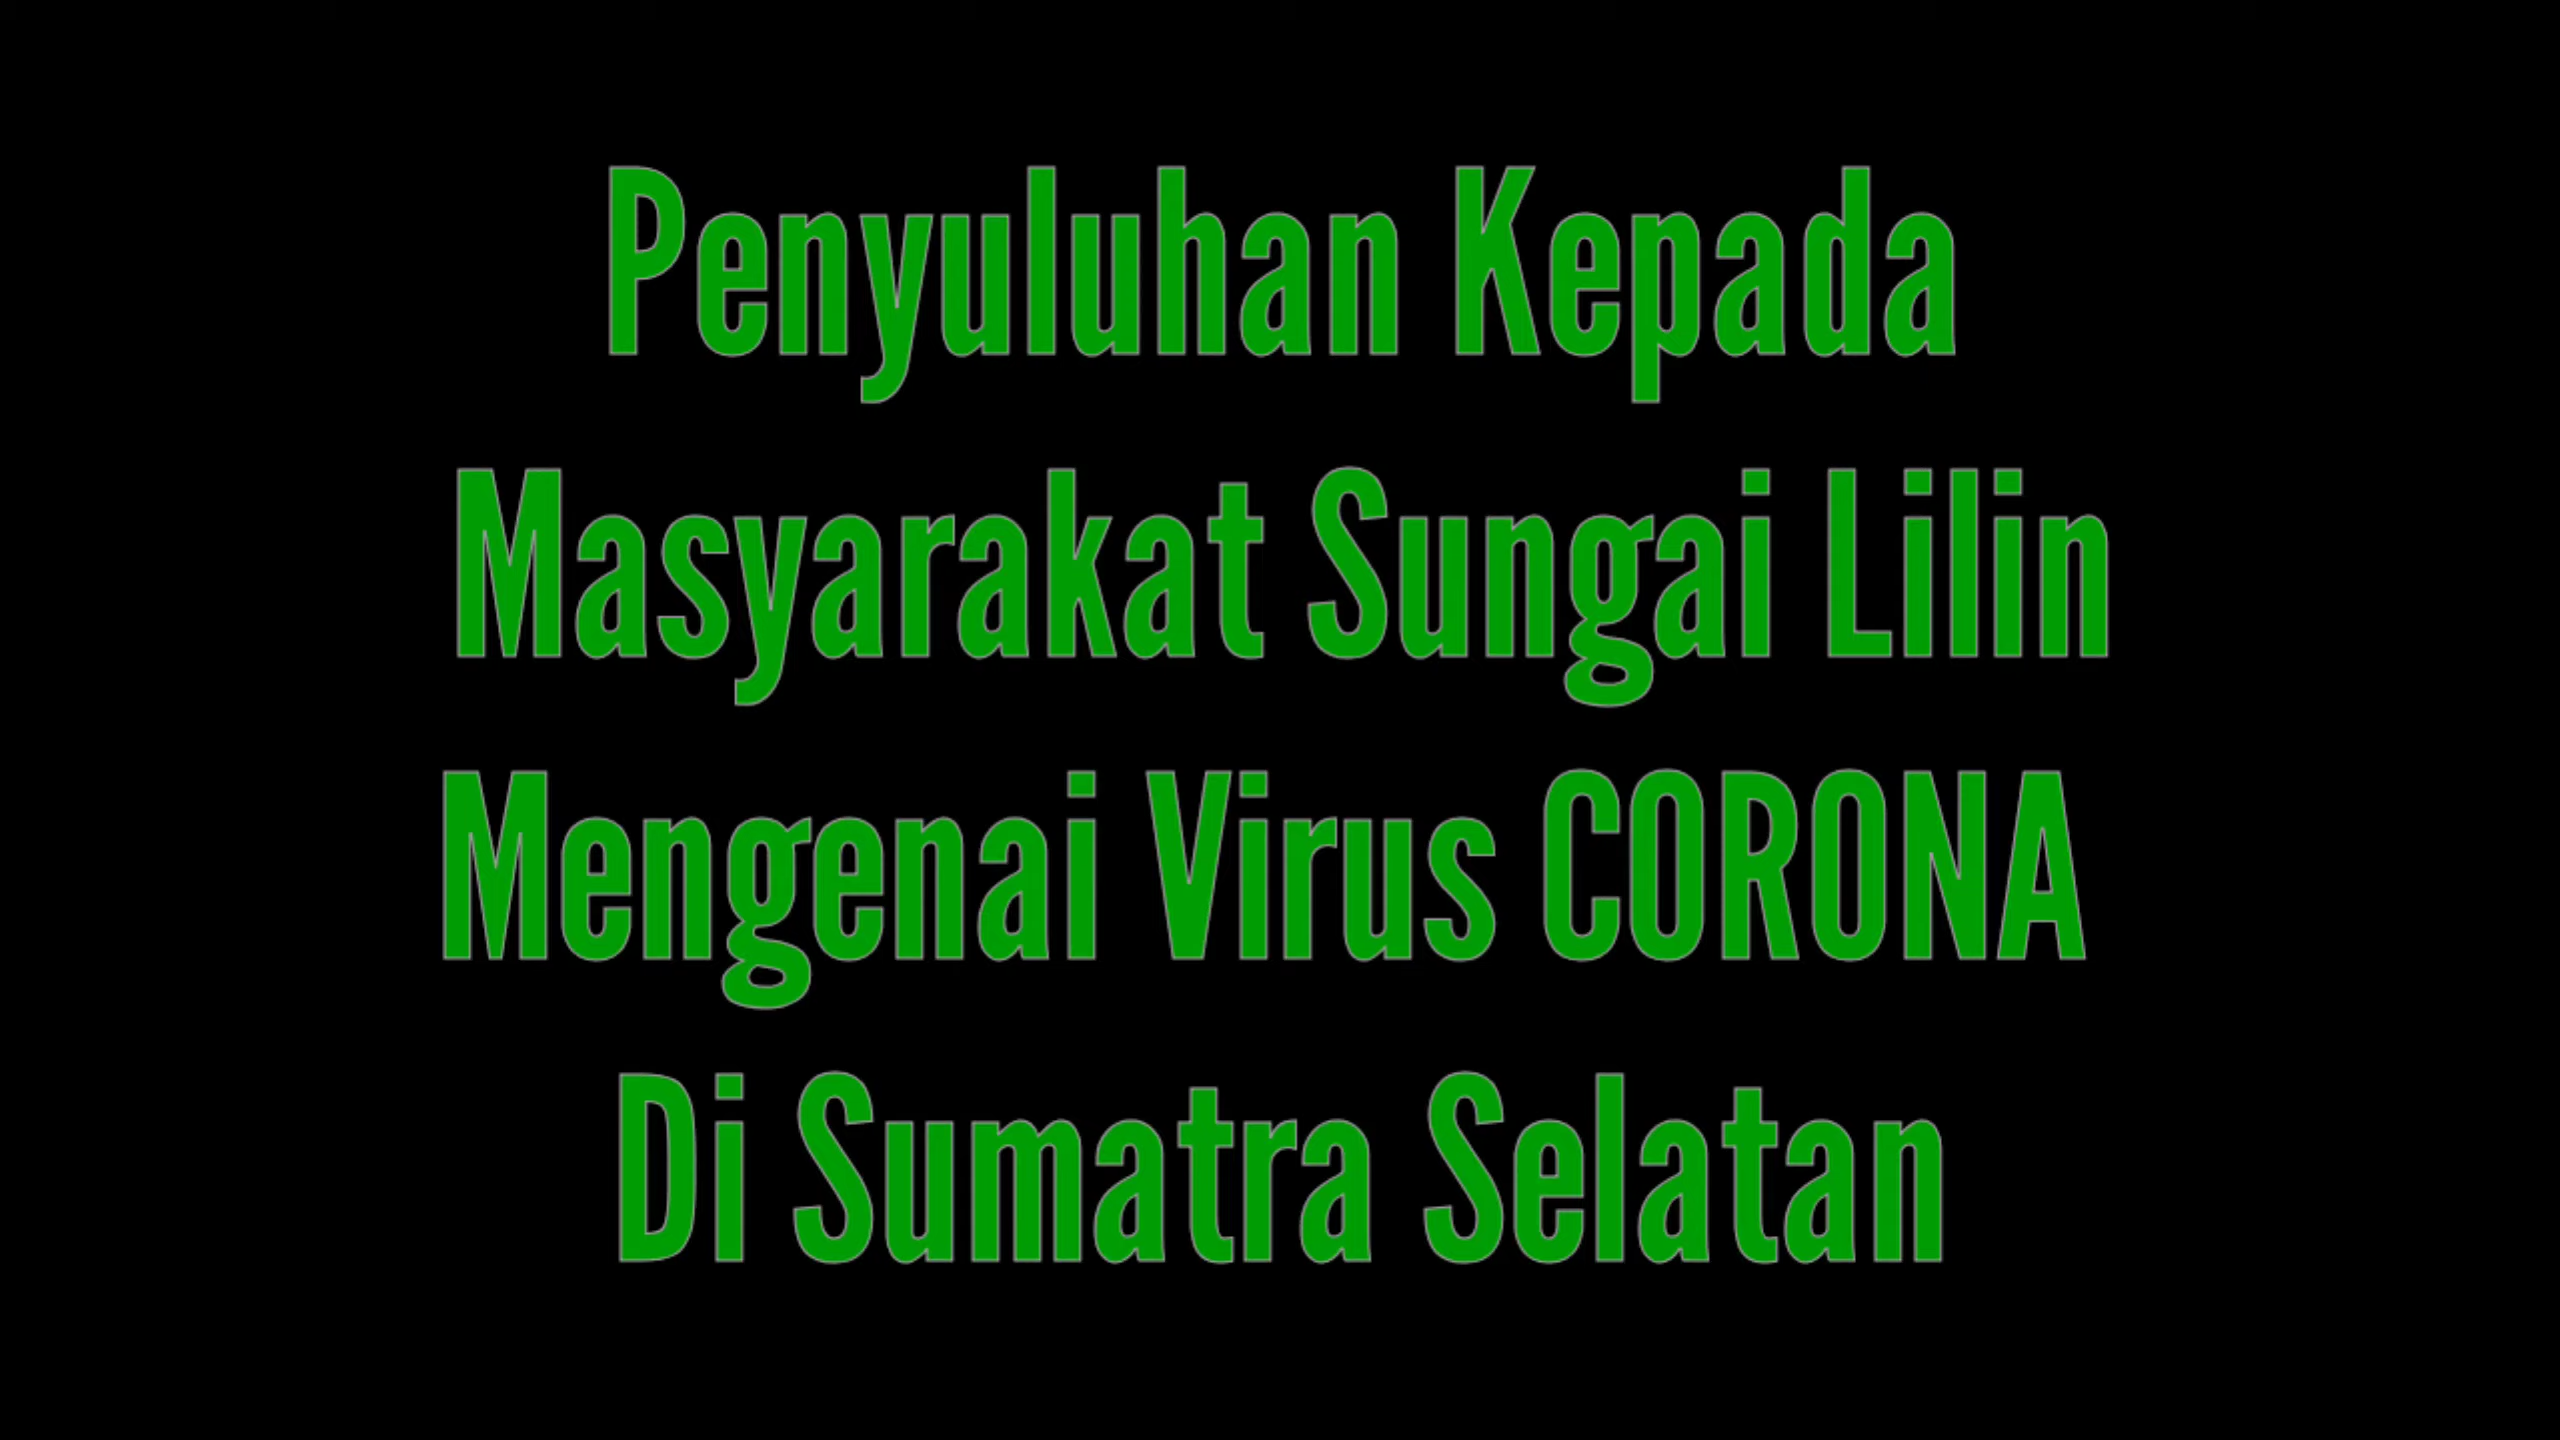 Penyuluhan Kepada
Masyarakat Sungai Lilin
Mengenai Virus CORONA
Di Sumatra Selatan